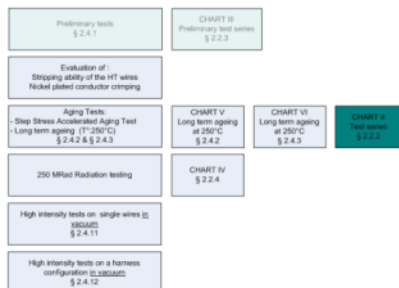 Preliminary tests
§ 2.4.1
CHART III
Preliminary test series
§ 2.2.3
Evaluation of :
Stripping ability of the HT wires
Nickel plated conductor crimping
Aging Tests:
- Step Stress Accelerated Aging Test
- Long term ageing (T°:250°C)
§ 2.4.2 & § 2.4.3
CHART V
Long term ageing
at 250°C
§ 2.4.2
CHART VI
Long term ageing
at 250°C
§ 2.4.3
CHART II
Test series
§ 2.2.2
250 MRad Radiation testing
CHART IV
§ 2.2.4
High intensity tests on single wires in
vacuum
§ 2.4.11
High intensity tests on a harness
configuration in vacuum
§ 2.4.12